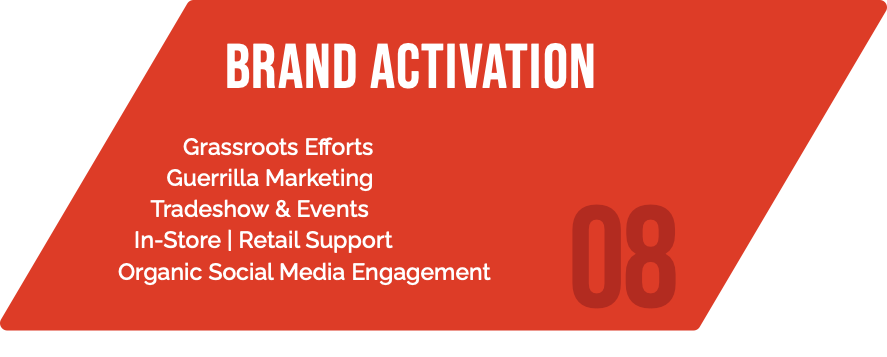 BRAND ACTIVATION
Grassroots Efforts
Guerrilla Marketing
Tradeshow & Events
In-Store | Retail Support
Organic Social Media Engagement
08